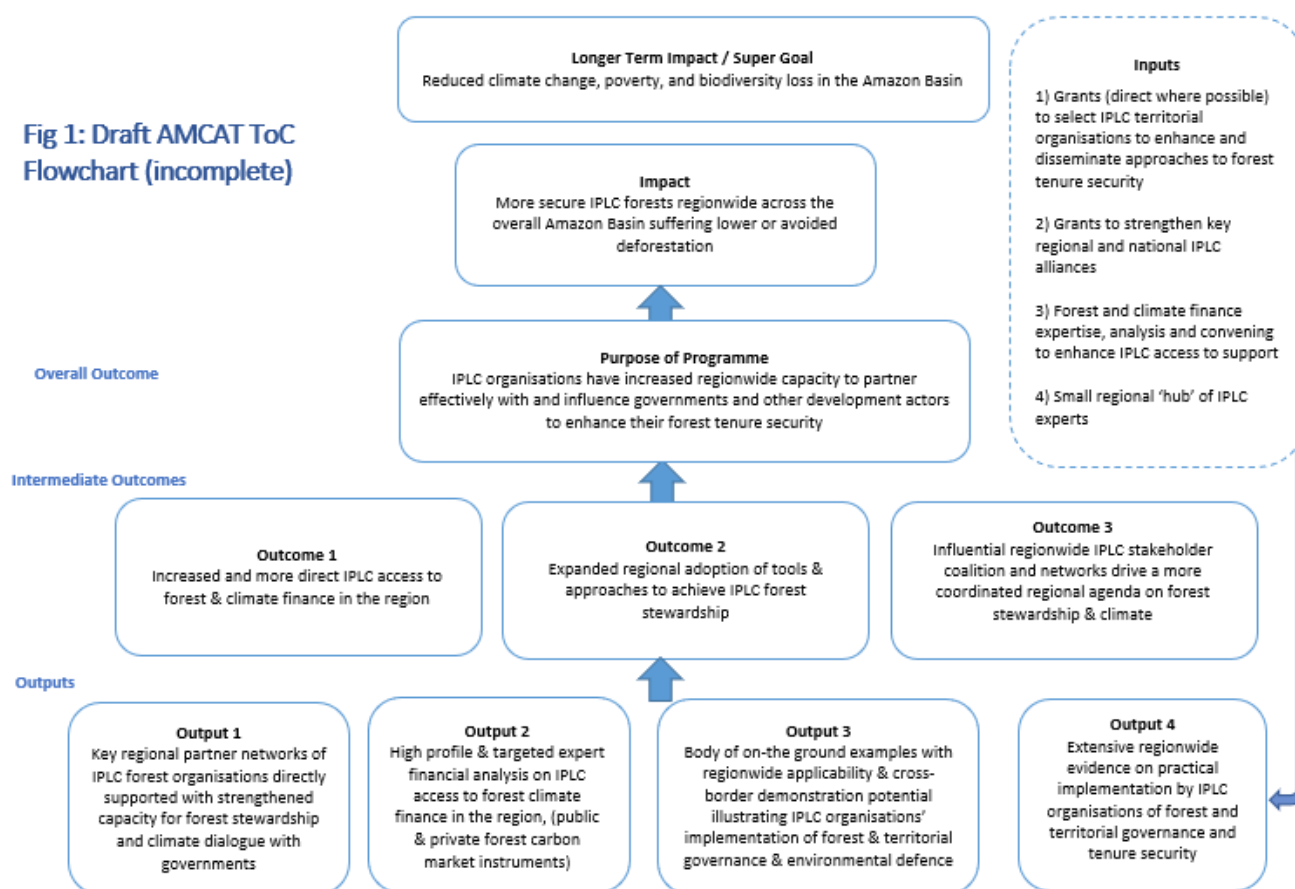 Longer Term Impact / Super Goal
Reduced climate change, poverty, and biodiversity loss in the Amazon Basin
Fig 1: Draft AMCAT ToC
Flowchart (incomplete)
Impact
More secure IPLC forests regionwide across the
overall Amazon Basin suffering lower or avoided
deforestation
Inputs
1) Grants (direct where possible)
to select IPLC territorial
organisations to enhance and
disseminate approaches to forest
tenure security
2) Grants to strengthen key
regional and national IPLC
alliances
3) Forest and climate finance
expertise, analysis and convening
to enhance IPLC access to support
4) Small regional ‘hub’ of IPLC
experts
Overall Outcome
Purpose of Programme
IPLC organisations have increased regionwide capacity to partner
effectively with and influence governments and other development actors
to enhance their forest tenure security
Intermediate Outcomes
Outcome 1
Increased and more direct IPLC access to
forest & climate finance in the region
Outcome 2
Expanded regional adoption of tools &
approaches to achieve IPLC forest
stewardship
Outcome 3
Influential regionwide IPLC stakeholder
coalition and networks drive a more
coordinated regional agenda on forest
stewardship & climate
Outputs
Output 1
Key regional partner networks of
IPLC forest organisations directly
supported with strengthened
capacity for forest stewardship
and climate dialogue with
governments
Output 2
High profile & targeted expert
financial analysis on IPLC
access to forest climate
finance in the region, (public
& private forest carbon
market instruments)
Output 3
Body of on-the ground examples with
regionwide applicability & cross-
border demonstration potential
illustrating IPLC organisations’
implementation of forest & territorial
governance & environmental defence
Output 4
Extensive regionwide
evidence on practical
implementation by IPLC
organisations of forest and
territorial governance and
tenure security